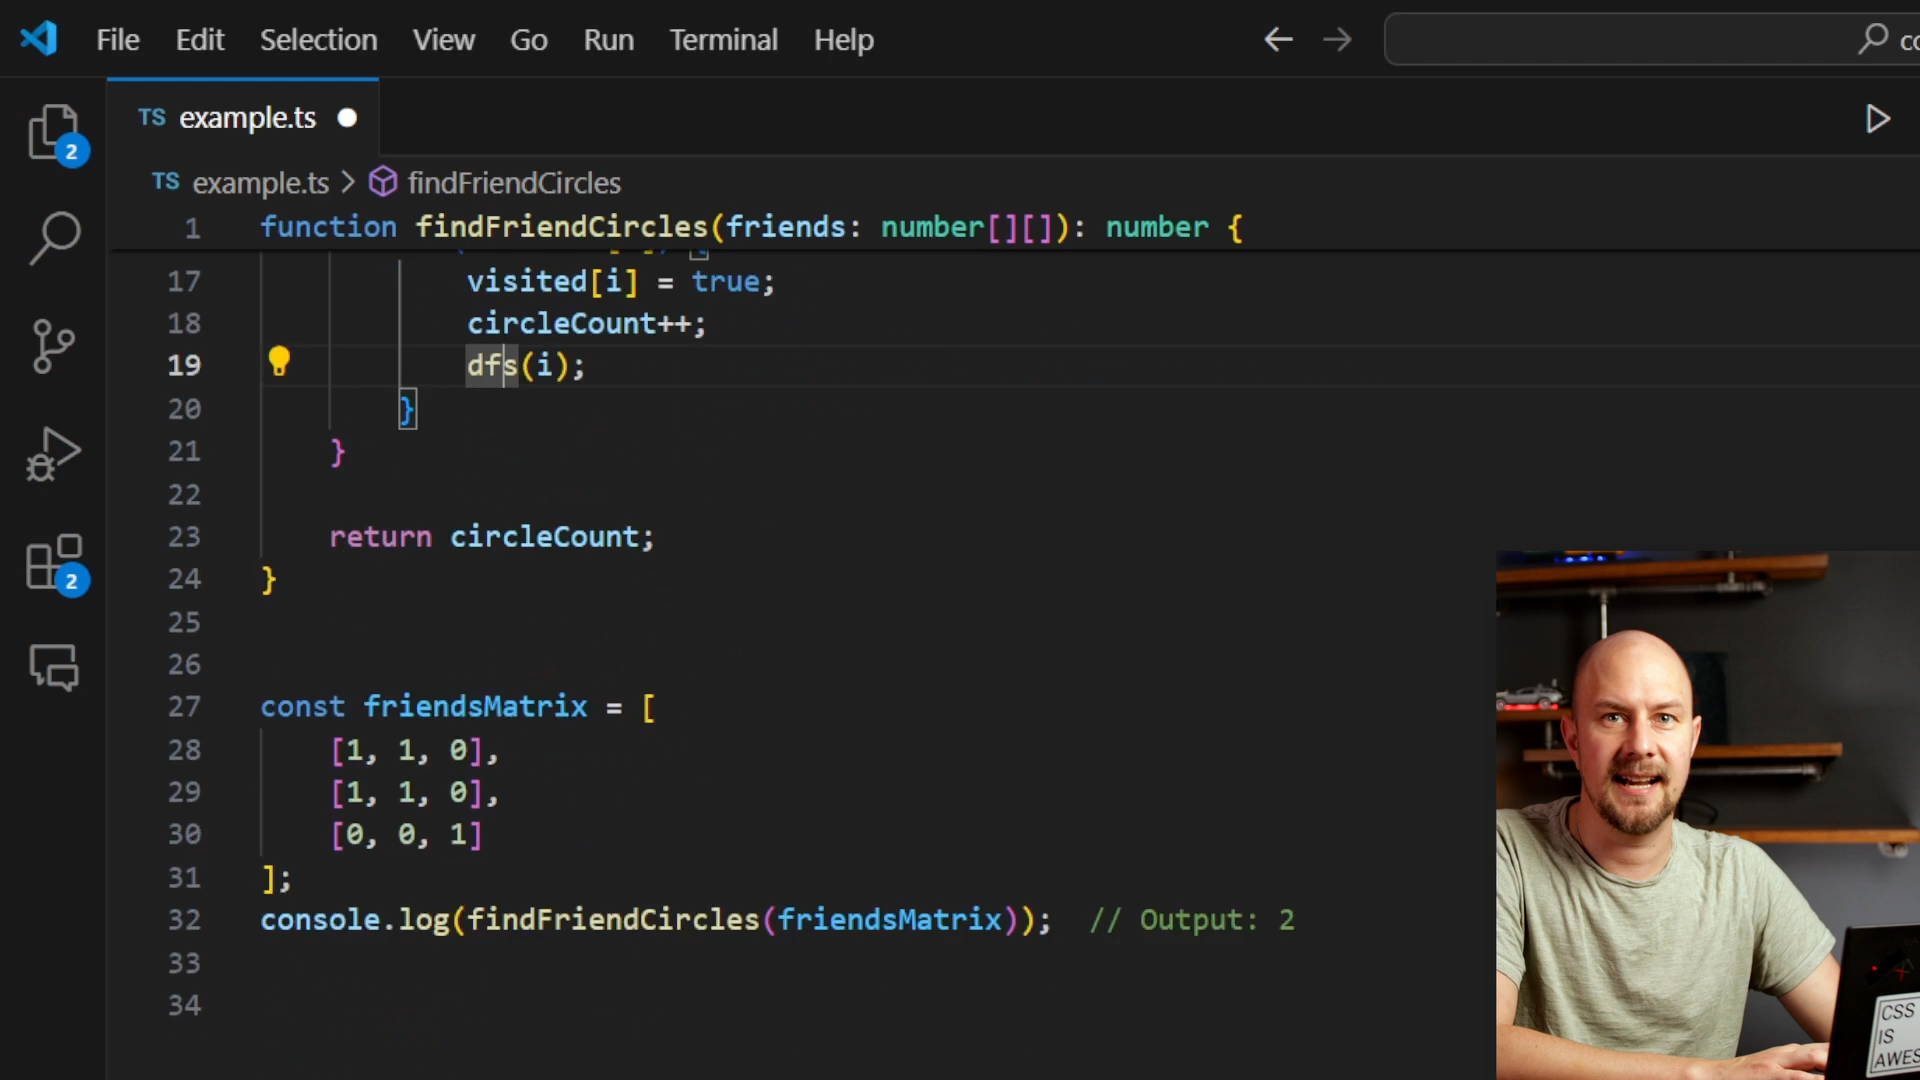 File Edit Selection View Go Run Terminal Help
TS example.ts
2
TS example.ts > findFriendCircles
1 function findFriendCircles(friends: number[][]): number {
17 visited[i] = true;
18 circleCount++;
19 dfs(i);
20 }
21 }
22
23 return circleCount;
24 }
25
26
27 const friendsMatrix = [
28 [1, 1, 0],
29 [1, 1, 0],
30 [0, 0, 1]
31 ];
32 console.log(findFriendCircles(friendsMatrix)); // Output: 2
33
34
2
CSS
IS